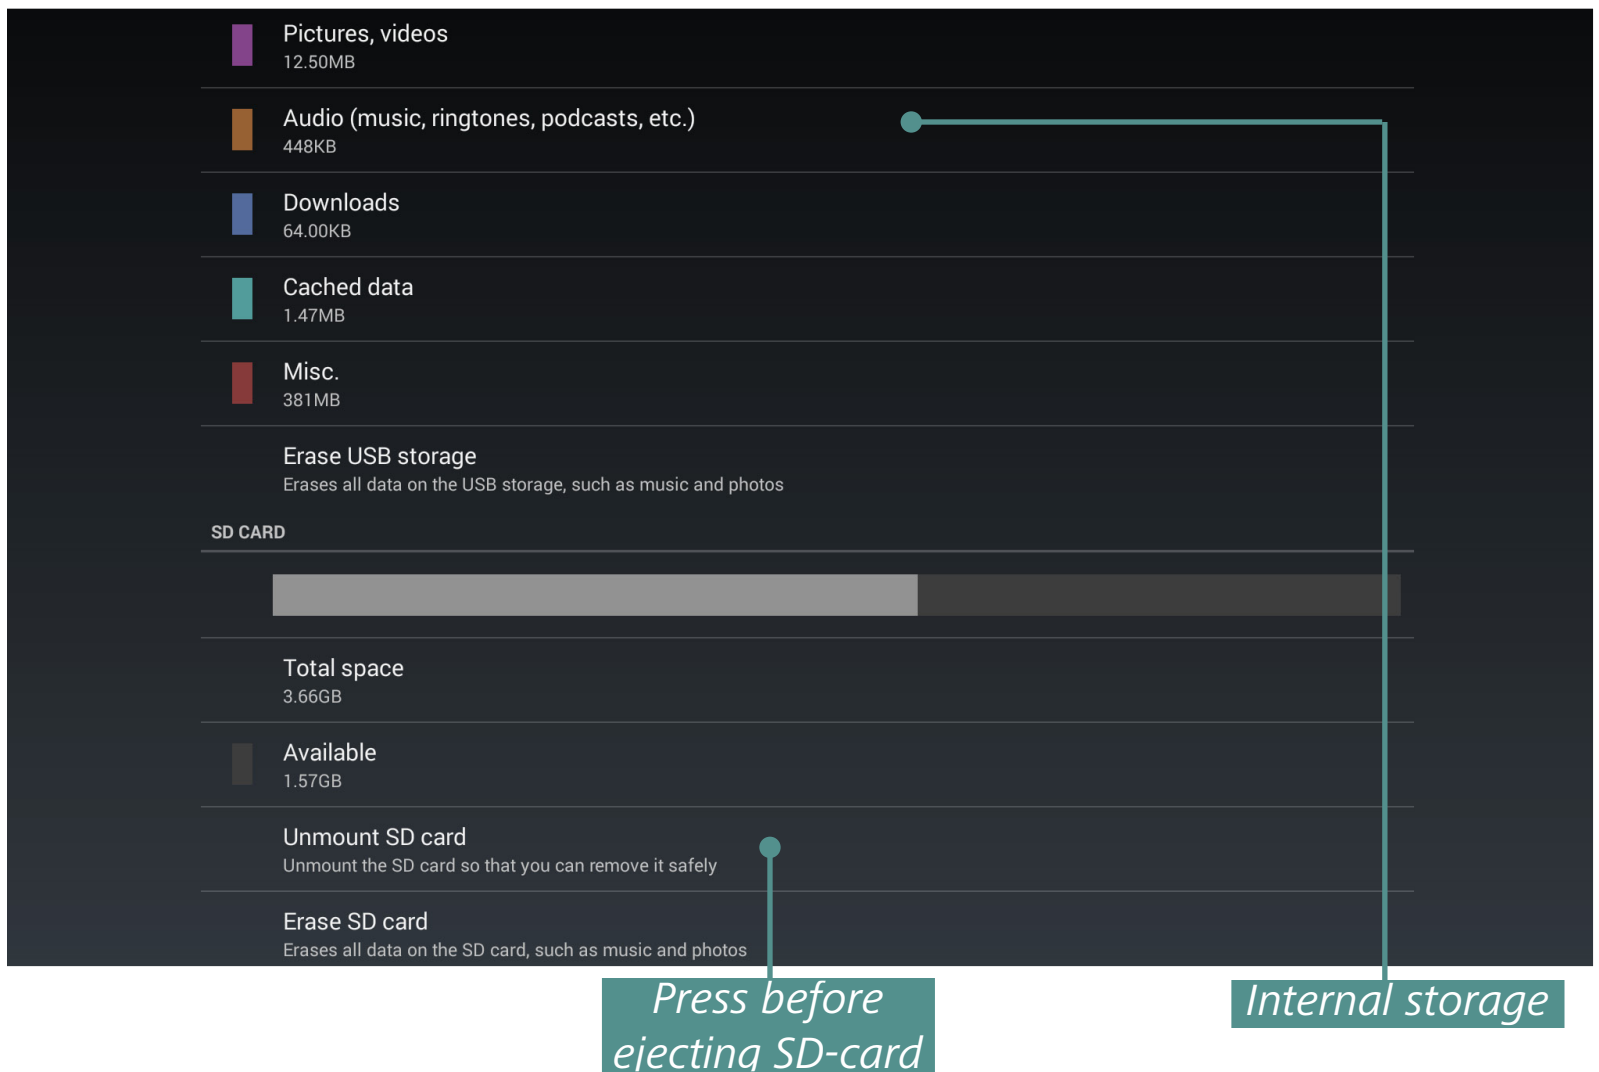 Pictures, videos
12.50MB
Audio (music, ringtones, podcasts, etc.)
448KB
Downloads
64.00KB
Cached data
1.47MB
Misc.
381MB
Erase USB storage
Erases all data on the USB storage, such as music and photos
SD CARD
Total space
3.66GB
Available
1.57GB
Unmount SD card
Unmount the SD card so that you can remove it safely
Erase SD card
Erases all data on the SD card, such as music and photos
Press before
ejecting SD-card
Internal storage